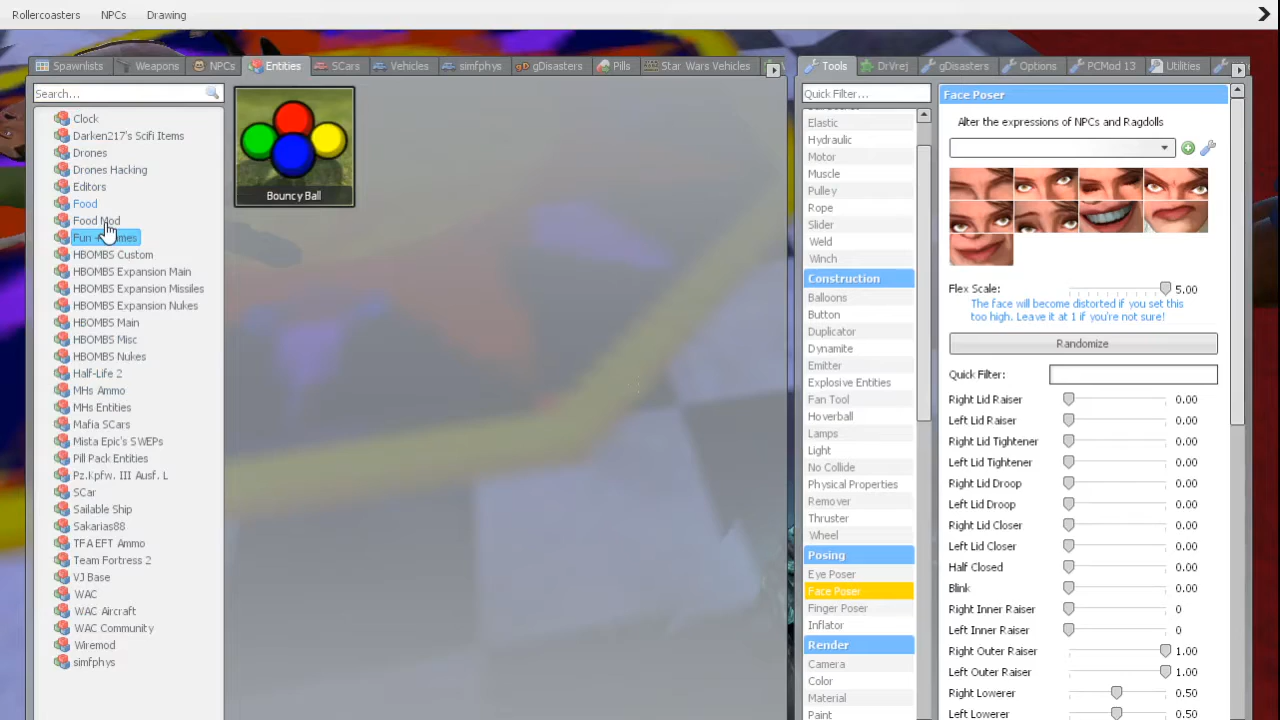 Rollercoasters NPCs Drawing
Spawnlists Weapons NPCs Entities SCars Vehicles simfphys gDisasters Pills Star Wars Vehicles
Search...
Clock
Darken217's Scifi Items
Drones
Drones Hacking
Editors
Food
Food Mod
HBOMBS Custom
HBOMBS Expansion Main
HBOMBS Expansion Missiles
HBOMBS Expansion Nukes
HBOMBS Main
HBOMBS Misc
HBOMBS Nukes
Half-Life 2
MHs Ammo
MHs Entities
Mafia SCars
Mista Epic's SWEPs
Pill Pack Entities
Pz.Kpfw. III Ausf. L
SCar
Sailable Ship
Sakarias88
TFA EFT Ammo
Team Fortress 2
VJ Base
WAC
WAC Aircraft
WAC Community
Wiremod
simfphys
Bouncy Ball
Tools DrVrej gDisasters Options PCMod 13 Utilities
Quick Filter...
Elastic
Hydraulic
Motor
Muscle
Pulley
Rope
Slider
Weld
Winch
Construction
Balloons
Button
Duplicator
Dynamite
Emitter
Explosive Entities
Fan Tool
Hoverball
Lamps
Light
No Collide
Physical Properties
Remover
Thruster
Wheel
Posing
Eye Poser
Face Poser
Finger Poser
Inflator
Render
Camera
Color
Material
Paint
Face Poser
Alter the expressions of NPCs and Ragdolls
Flex Scale: 5.00
The face will become distorted if you set this
too high. Leave it at 1 if you're not sure!
Randomize
Quick Filter:
Right Lid Raiser 0.00
Left Lid Raiser 0.00
Right Lid Tightener 0.00
Left Lid Tightener 0.00
Right Lid Droop 0.00
Left Lid Droop 0.00
Right Lid Closer 0.00
Left Lid Closer 0.00
Half Closed 0.00
Blink 0.00
Right Inner Raiser 0
Left Inner Raiser 0
Right Outer Raiser 1.00
Left Outer Raiser 1.00
Right Lowerer 0.50
Left Lowerer 0.50